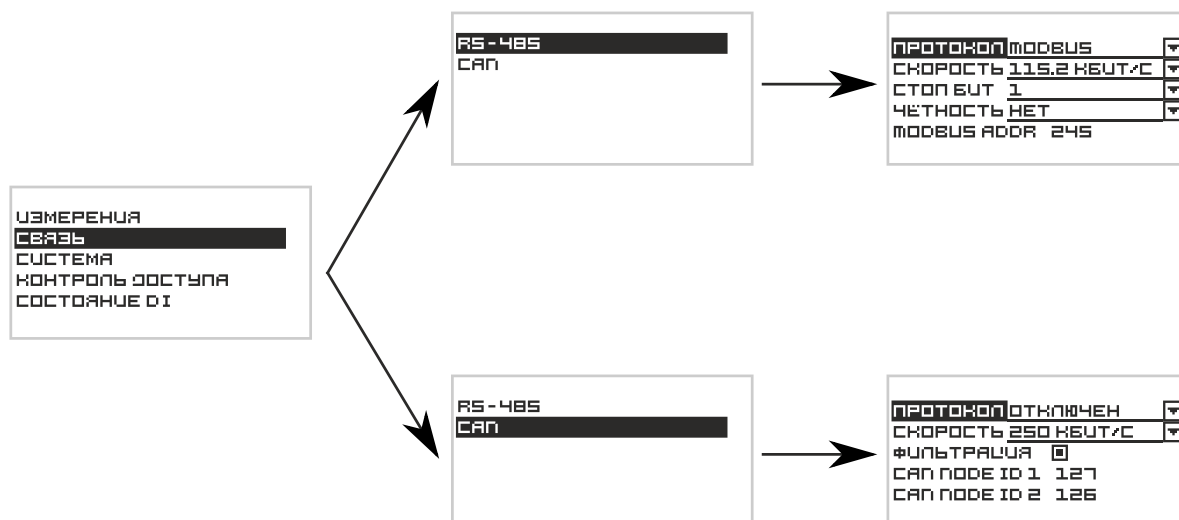 ИЗМЕРЕНИЯ
СВЯЗЬ
СИСТЕМА
КОНТРОЛЬ ДОСТУПА
СОСТОЯНИЕ DI
RS-485
CAN
ПРОТОКОЛ MODBUS
СКОРОСТЬ 115.2 КБИТ/С
СТОП БИТ 1
ЧЁТНОСТЬ НЕТ
MODBUS ADDR 245
RS-485
CAN
ПРОТОКОЛ ОТКЛЮЧЕН
СКОРОСТЬ 250 КБИТ/С
ФИЛЬТРАЦИЯ
CAN NODE ID 1 127
CAN NODE ID 2 126